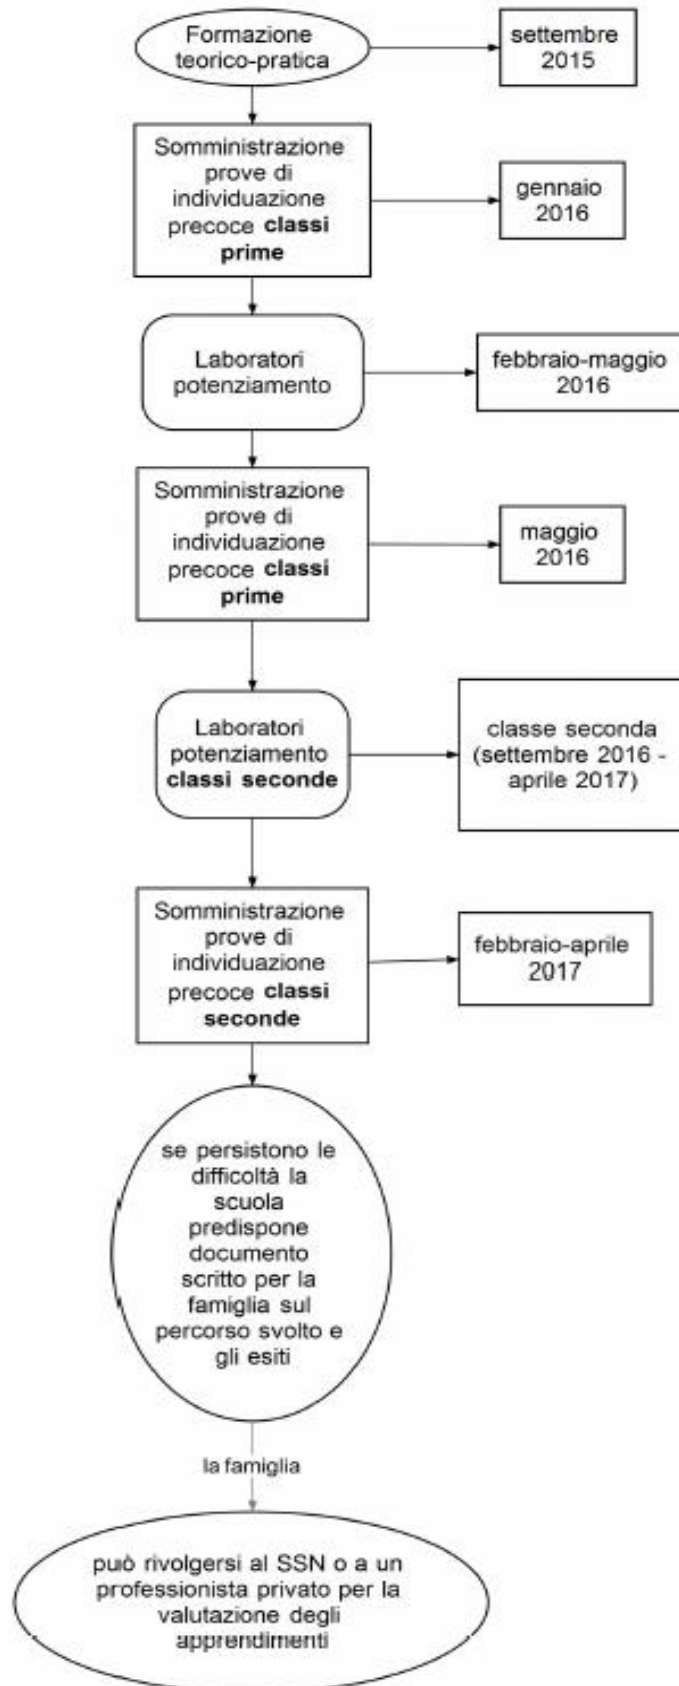 Formazione
teorico-pratica
settembre
2015
Somministrazione
prove di
individuazione
precoce classi
prime
gennaio
2016
Laboratori
potenziamento
febbraio-maggio
2016
Somministrazione
prove di
individuazione
precoce classi
prime
maggio
2016
Laboratori
potenziamento
classi seconde
classe seconda
(settembre 2016 -
aprile 2017)
Somministrazione
prove di
individuazione
precoce classi
seconde
febbraio-aprile
2017
se persistono le
difficoltà la
scuola
predispone
documento
scritto per la
famiglia sul
percorso svolto e
gli esiti
la famiglia
può rivolgersi al SSN o a un
professionista privato per la
valutazione degli
apprendimenti